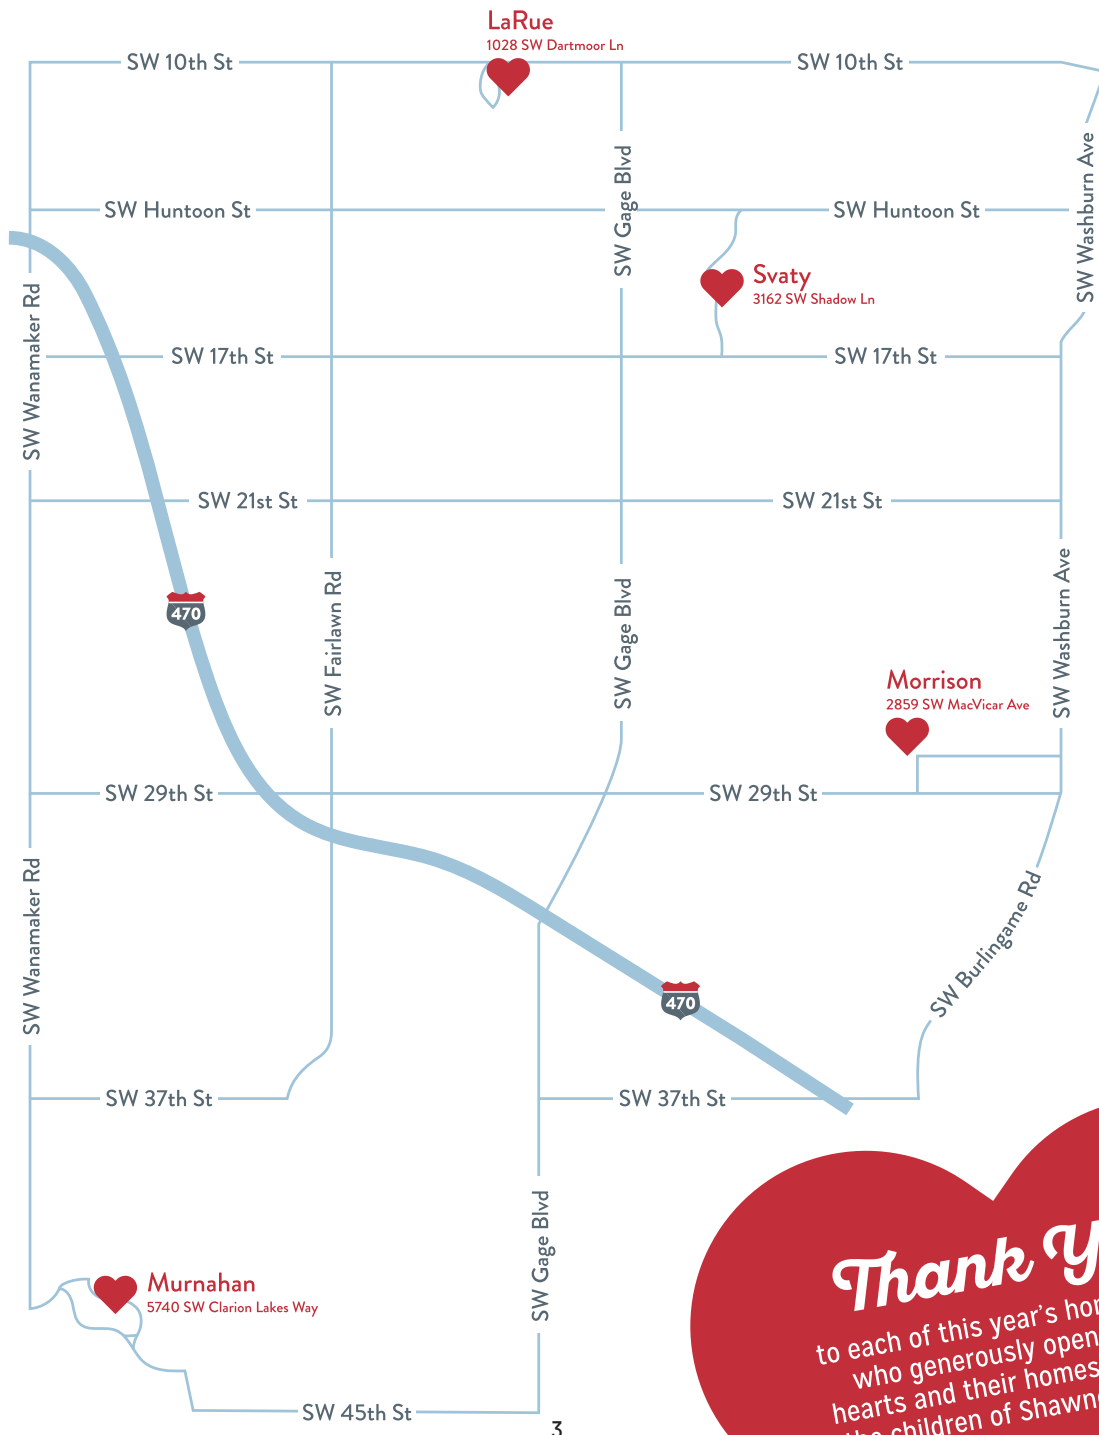 LaRue
1028 SW Dartmoor Ln
SW 10th St
SW 10th St
SW Washburn Ave
SW Gage Blvd
SW Huntoon St
SW Huntoon St
Svaty
3162 SW Shadow Ln
SW Wanamaker Rd
SW 17th St
SW 17th St
SW 21st St
SW 21st St
470
SW Fairlawn Rd
SW Gage Blvd
SW Washburn Ave
Morrison
2859 SW MacVicar Ave
SW 29th St
SW 29th St
SW Wanamaker Rd
SW Burlingame Rd
470
SW 37th St
SW 37th St
SW Gage Blvd
Murnahan
5740 SW Clarion Lakes Way
SW 45th St
3
Thank Y
to each of this year's ho
who generously open
hearts and their homes
the children of Shawn